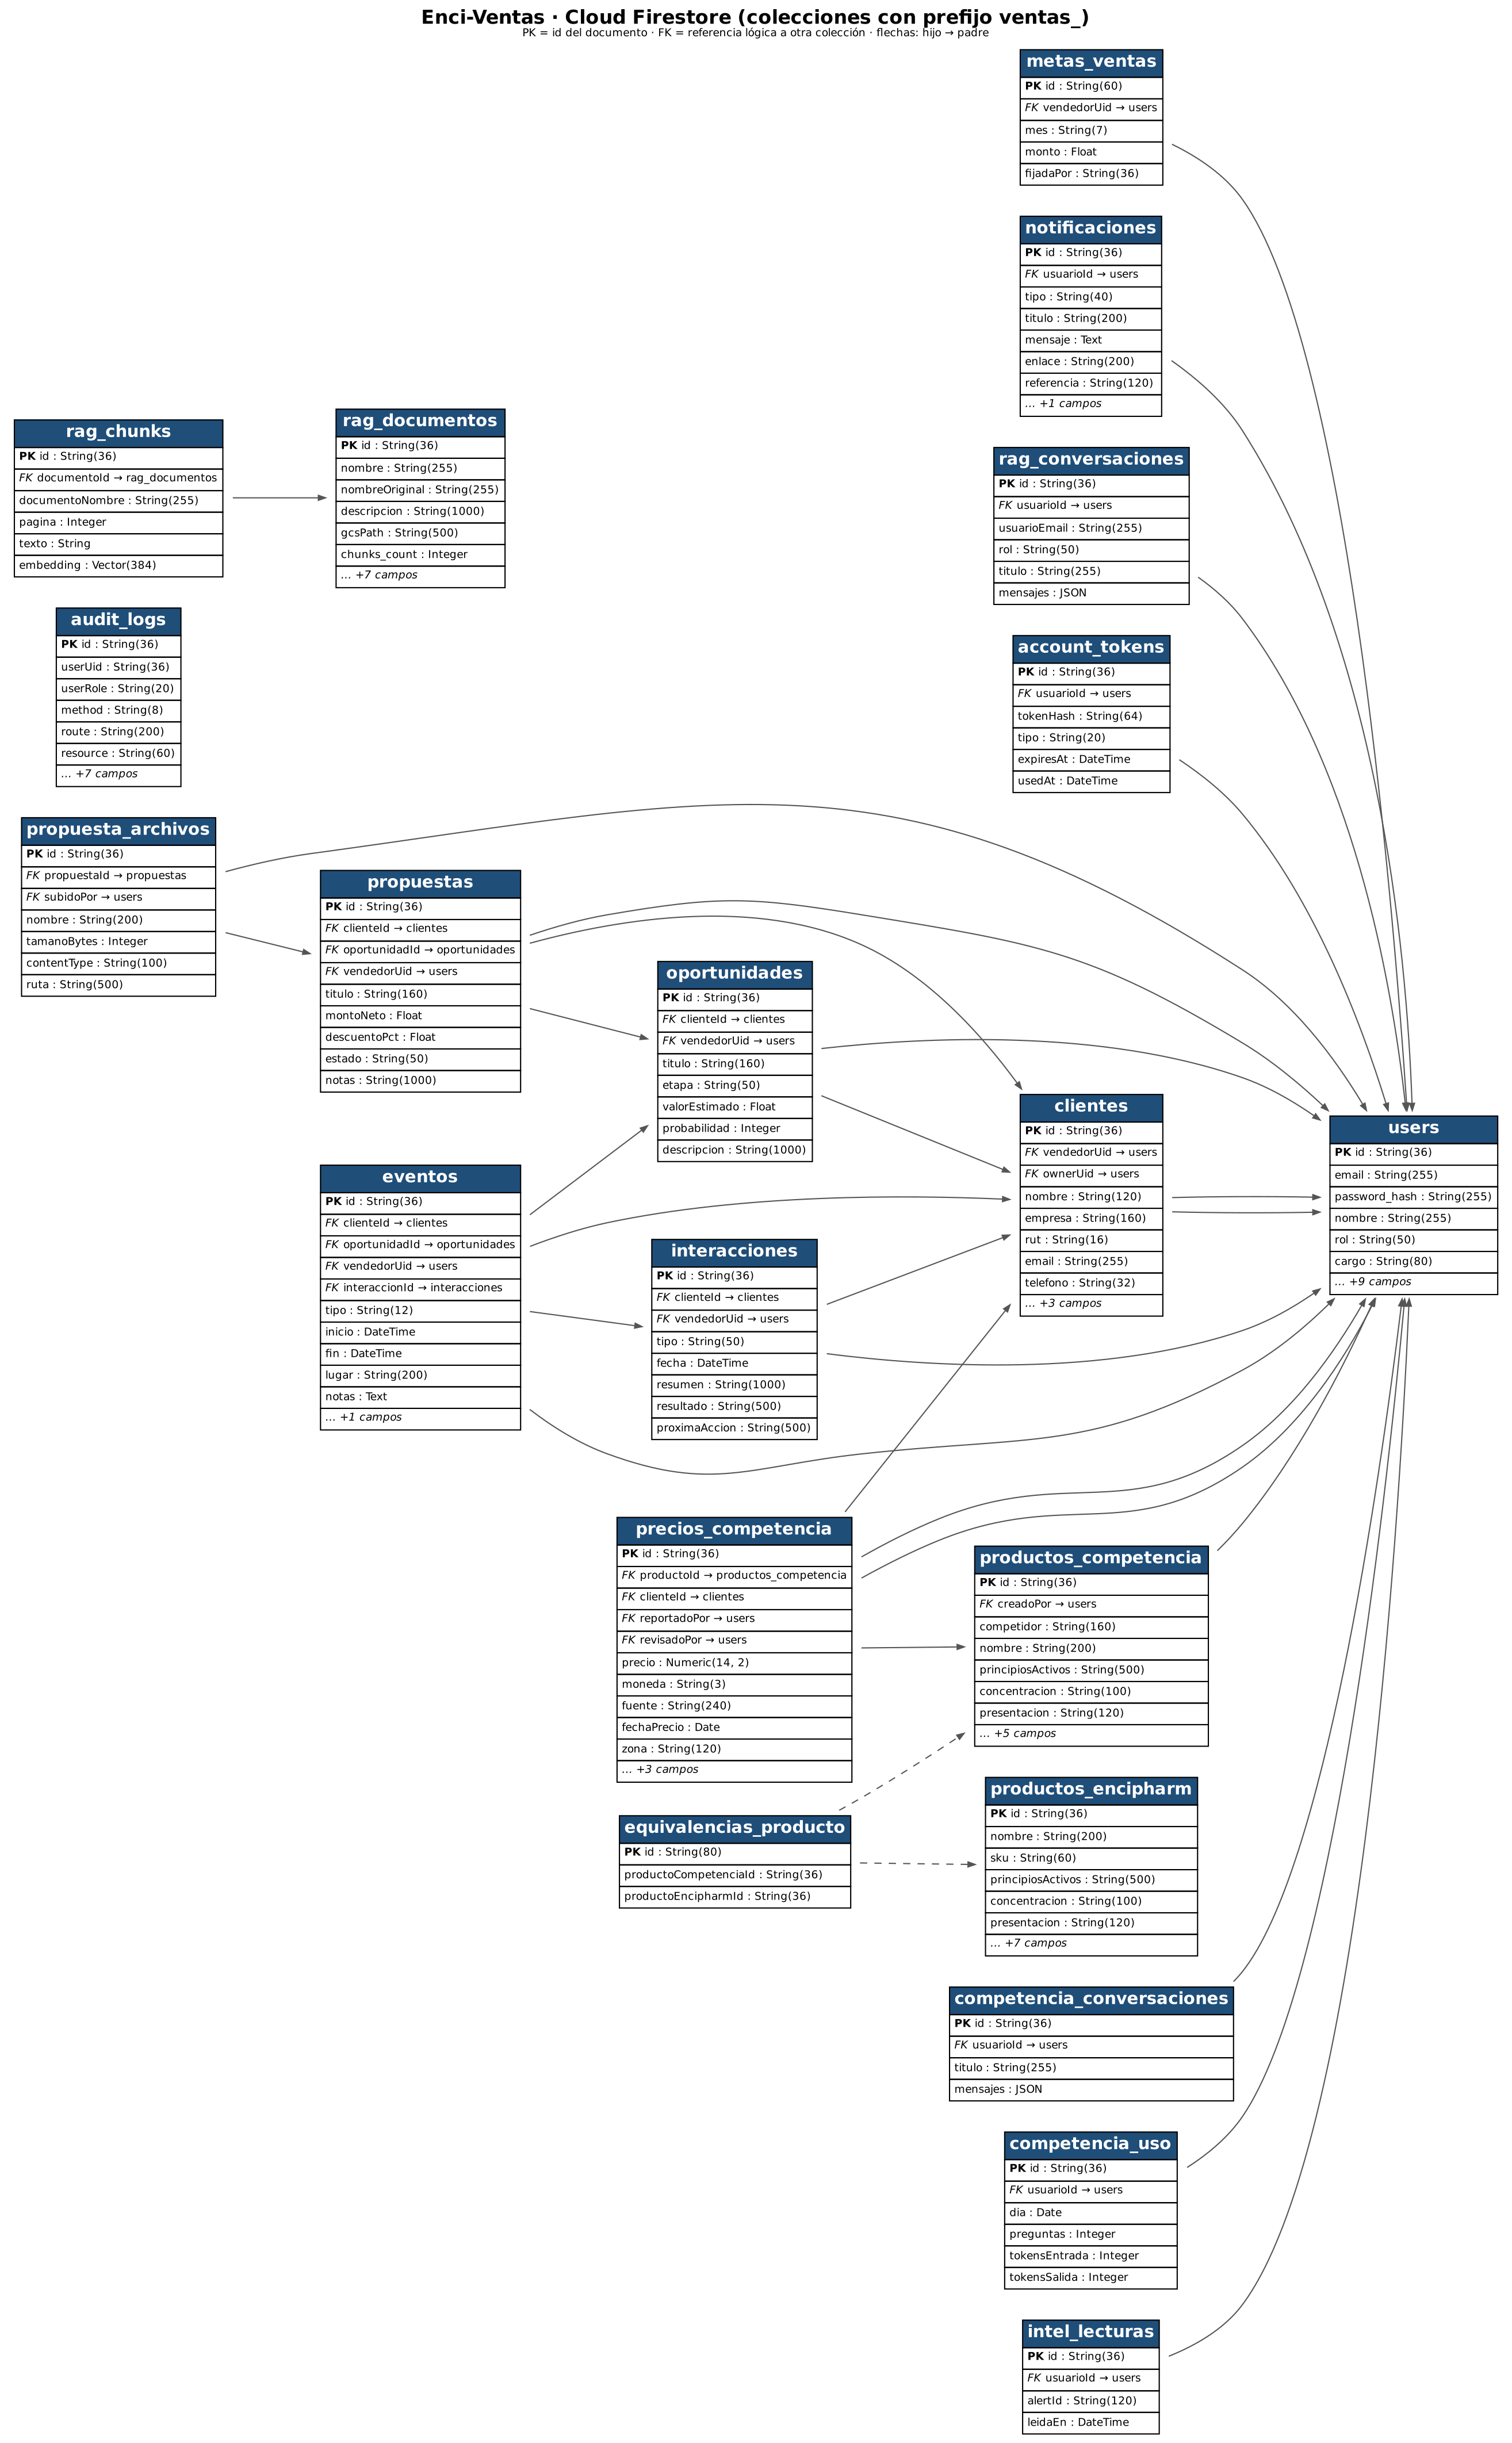 Enci-Ventas · Cloud Firestore (colecciones con prefijo ventas_)
PK = id del documento · FK = referencia lógica a otra colección · flechas: hijo → padre
metas_ventas
PK id : String(60)
FK vendedorUid → users
mes : String(7)
monto : Float
fijadaPor : String(36)
notificaciones
PK id : String(36)
FK usuarioId → users
tipo : String(40)
titulo : String(200)
mensaje : Text
enlace : String(200)
referencia : String(120)
... +1 campos
rag_conversaciones
PK id : String(36)
FK usuarioId → users
usuarioEmail : String(255)
rol : String(50)
titulo : String(255)
mensajes : JSON
rag_chunks
PK id : String(36)
FK documentoId → rag_documentos
documentoNombre : String(255)
pagina : Integer
texto : String
embedding : Vector(384)
rag_documentos
PK id : String(36)
nombre : String(255)
nombreOriginal : String(255)
descripcion : String(1000)
gcsPath : String(500)
chunks_count : Integer
... +7 campos
audit_logs
PK id : String(36)
userUid : String(36)
userRole : String(20)
method : String(8)
route : String(200)
resource : String(60)
... +7 campos
account_tokens
PK id : String(36)
FK usuarioId → users
tokenHash : String(64)
tipo : String(20)
expiresAt : DateTime
usedAt : DateTime
propuesta_archivos
PK id : String(36)
FK propuestaId → propuestas
FK subidoPor → users
nombre : String(200)
tamanoBytes : Integer
contentType : String(100)
ruta : String(500)
propuestas
PK id : String(36)
FK clienteId → clientes
FK oportunidadId → oportunidades
FK vendedorUid → users
titulo : String(160)
montoNeto : Float
descuentoPct : Float
estado : String(50)
notas : String(1000)
oportunidades
PK id : String(36)
FK clienteId → clientes
FK vendedorUid → users
titulo : String(160)
etapa : String(50)
valorEstimado : Float
probabilidad : Integer
descripcion : String(1000)
clientes
PK id : String(36)
FK vendedorUid → users
FK ownerUid → users
nombre : String(120)
empresa : String(160)
rut : String(16)
email : String(255)
telefono : String(32)
... +3 campos
users
PK id : String(36)
email : String(255)
password_hash : String(255)
nombre : String(255)
rol : String(50)
cargo : String(80)
... +9 campos
eventos
PK id : String(36)
FK clienteId → clientes
FK oportunidadId → oportunidades
FK vendedorUid → users
FK interaccionId → interacciones
tipo : String(12)
inicio : DateTime
fin : DateTime
lugar : String(200)
notas : Text
... +1 campos
interacciones
PK id : String(36)
FK clienteId → clientes
FK vendedorUid → users
tipo : String(50)
fecha : DateTime
resumen : String(1000)
resultado : String(500)
proximaAccion : String(500)
precios_competencia
PK id : String(36)
FK productoId → productos_competencia
FK clienteId → clientes
FK reportadoPor → users
FK revisadoPor → users
precio : Numeric(14, 2)
moneda : String(3)
fuente : String(240)
fechaPrecio : Date
zona : String(120)
... +3 campos
productos_competencia
PK id : String(36)
FK creadoPor → users
competidor : String(160)
nombre : String(200)
principiosActivos : String(500)
concentracion : String(100)
presentacion : String(120)
... +5 campos
equivalencias_producto
PK id : String(80)
productoCompetenciaId : String(36)
productoEncipharmId : String(36)
productos_encipharm
PK id : String(36)
nombre : String(200)
sku : String(60)
principiosActivos : String(500)
concentracion : String(100)
presentacion : String(120)
... +7 campos
competencia_conversaciones
PK id : String(36)
FK usuarioId → users
titulo : String(255)
mensajes : JSON
competencia_uso
PK id : String(36)
FK usuarioId → users
dia : Date
preguntas : Integer
tokensEntrada : Integer
tokensSalida : Integer
intel_lecturas
PK id : String(36)
FK usuarioId → users
alertId : String(120)
leidaEn : DateTime